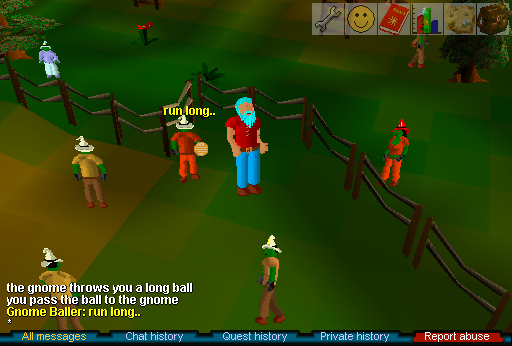 run long..
the gnome throws you a long ball
you pass the ball to the gnome
Gnome Baller: run long..
*
All messages
Chat history
Quest history
Private history
Report abuse